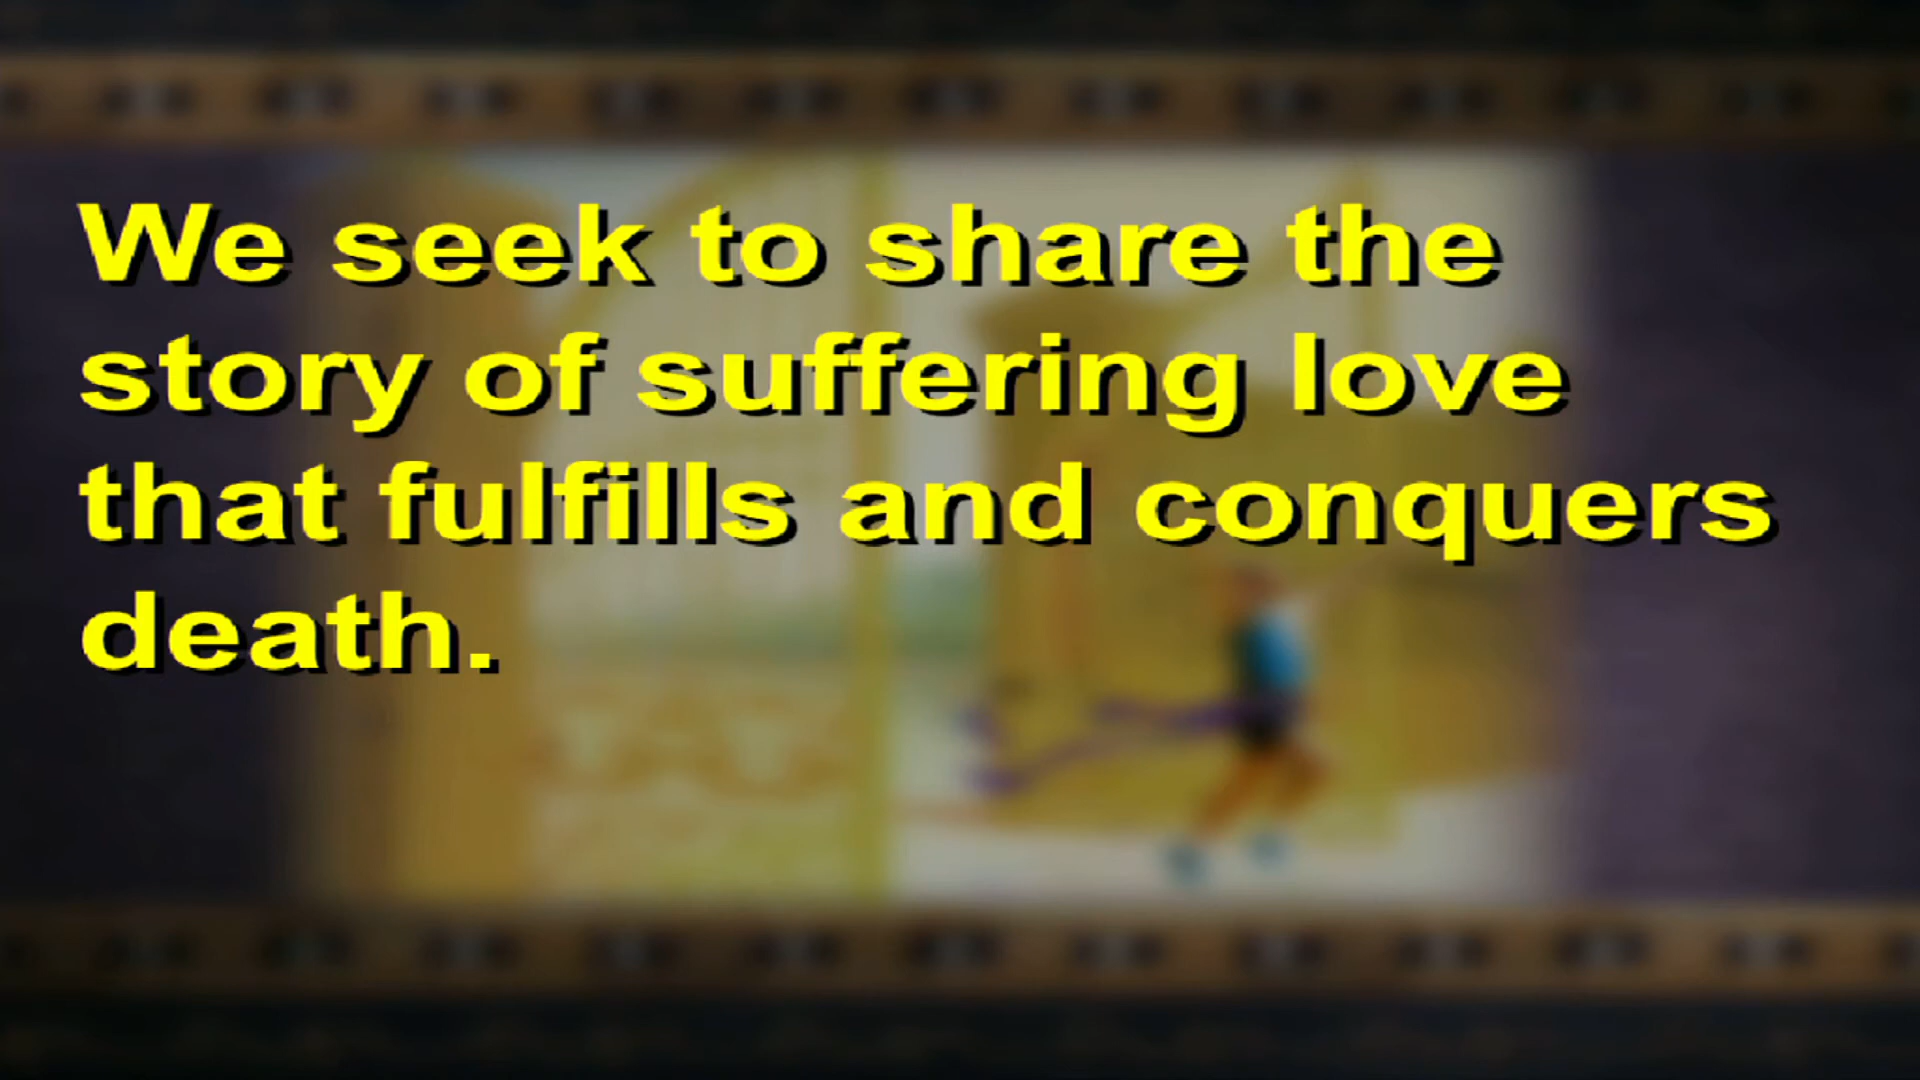 We seek to share the
story of suffering love
that fulfills and conquers
death.